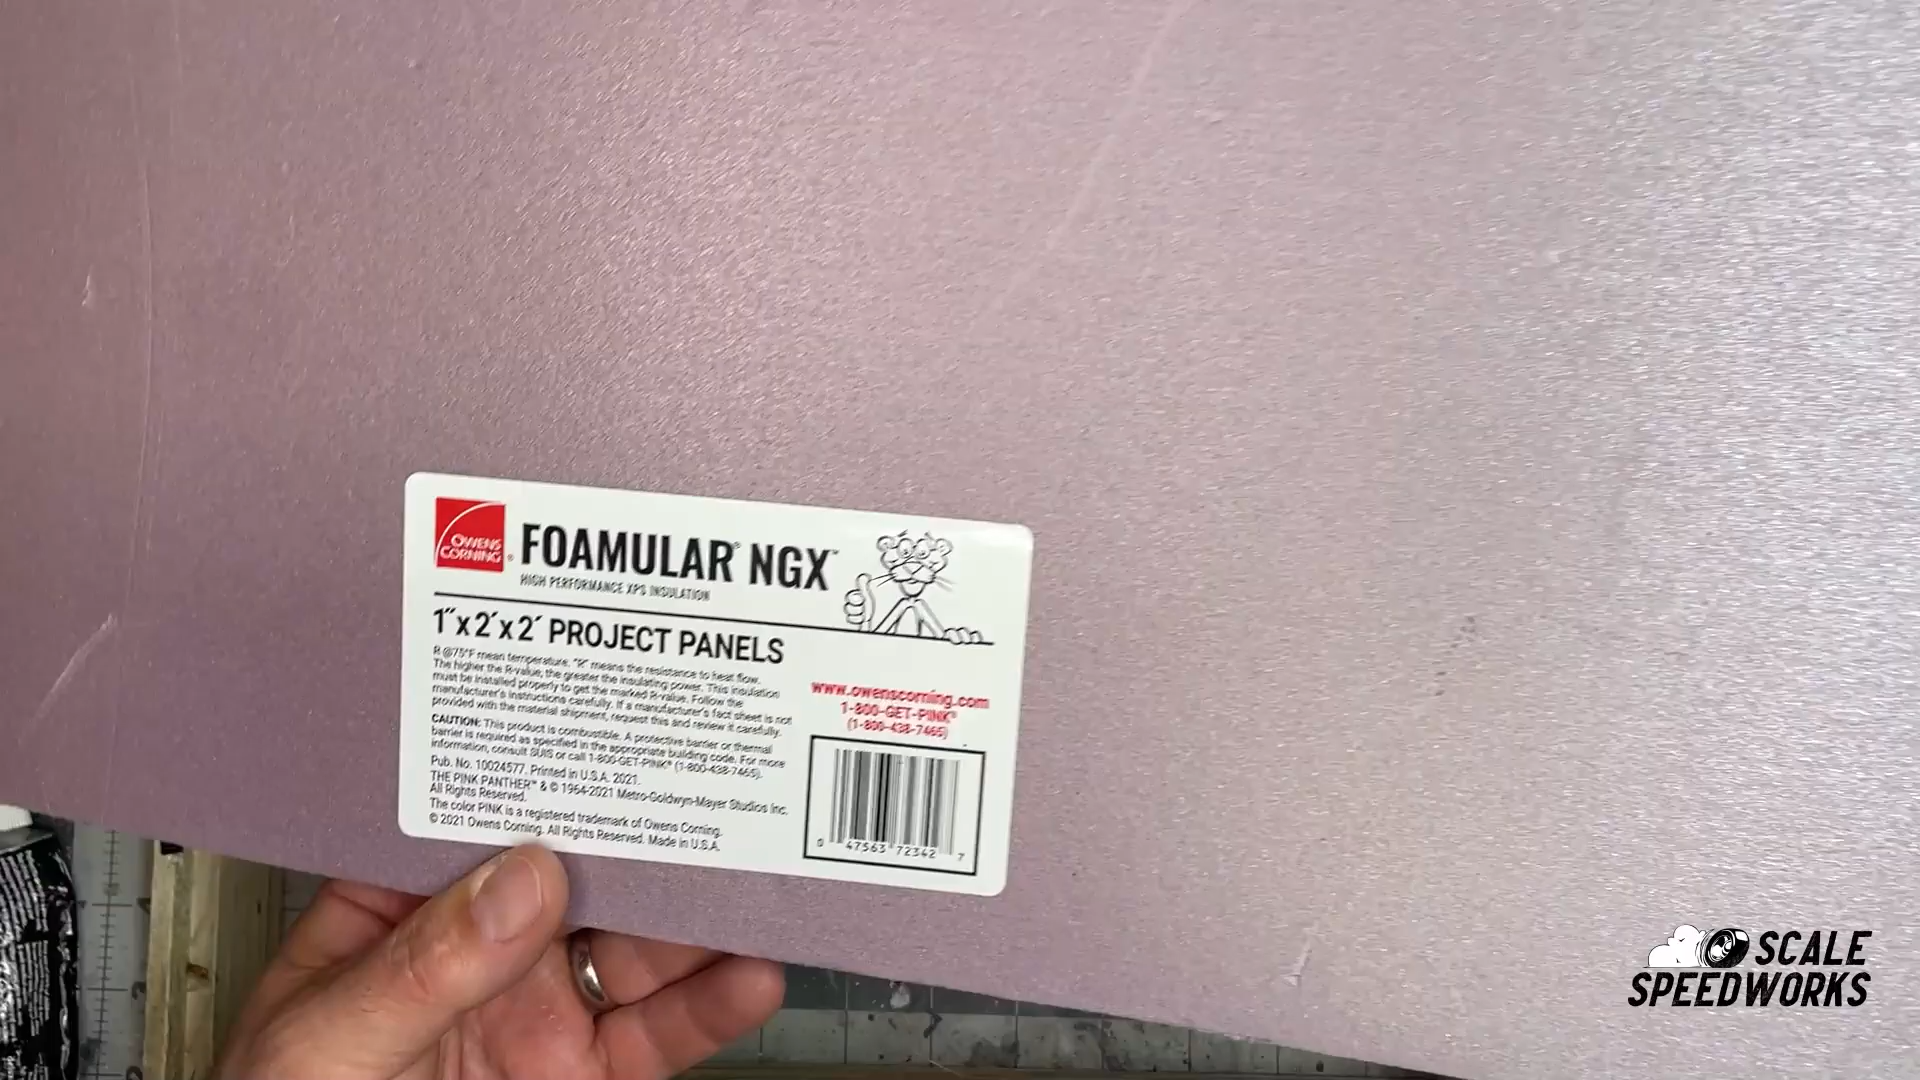 OWENS
CORNING
FOAMULAR® NGX™
HIGH PERFORMANCE XPS INSULATION
1"x2'x2' PROJECT PANELS
R @75°F mean temperature. "R" means the resistance to heat flow.
The higher the R-value, the greater the insulating power. This insulation
must be installed properly to get the marked R-value. Follow the
manufacturer's instructions carefully. If a manufacturer's fact sheet is not
provided with the material shipment, request this and review it carefully.
CAUTION: This product is combustible. A protective barrier or thermal
barrier is required as specified in the appropriate building code. For more
information, consult SUIS or call 1-800-GET-PINK® (1-800-438-7465).
Pub. No. 10024577. Printed in U.S.A. 2021.
THE PINK PANTHER™ & © 1964-2021 Metro-Goldwyn-Mayer Studios Inc.
All Rights Reserved.
The color PINK is a registered trademark of Owens Corning.
© 2021 Owens Corning. All Rights Reserved. Made in U.S.A.
www.owenscorning.com
1-800-GET-PINK®
(1-800-438-7465)
0 47563 72342 7
SCALE
SPEEDWORKS